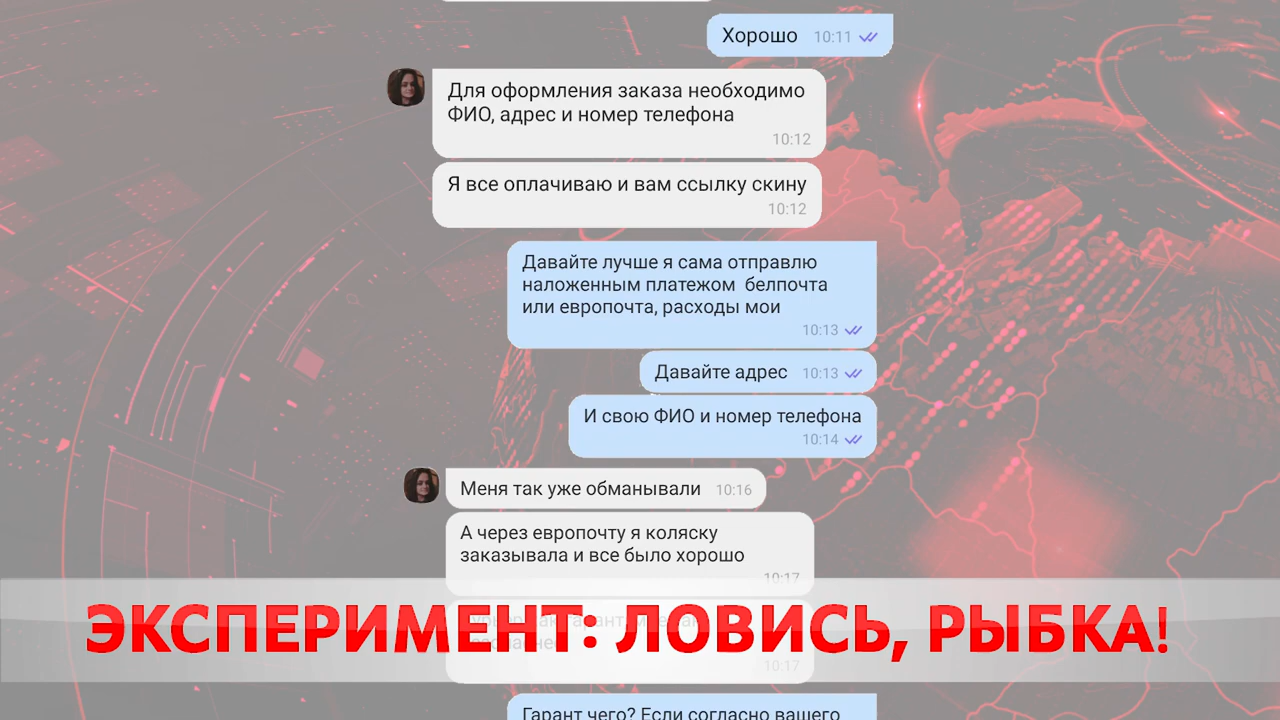 Хорошо 10:11
Для оформления заказа необходимо
ФИО, адрес и номер телефона
10:12
Я все оплачиваю и вам ссылку скину
10:12
Давайте лучше я сама отправлю
наложенным платежом белпочта
или европочта, расходы мои
10:13
Давайте адрес 10:13
И свою ФИО и номер телефона
10:14
Меня так уже обманывали 10:16
А через европочту я коляску
заказывала и все было хорошо
10:17
ЭКСПЕРИМЕНТ: ЛОВИСЬ, РЫБКА!
10:17
Гарант чего? Если согласно вашего